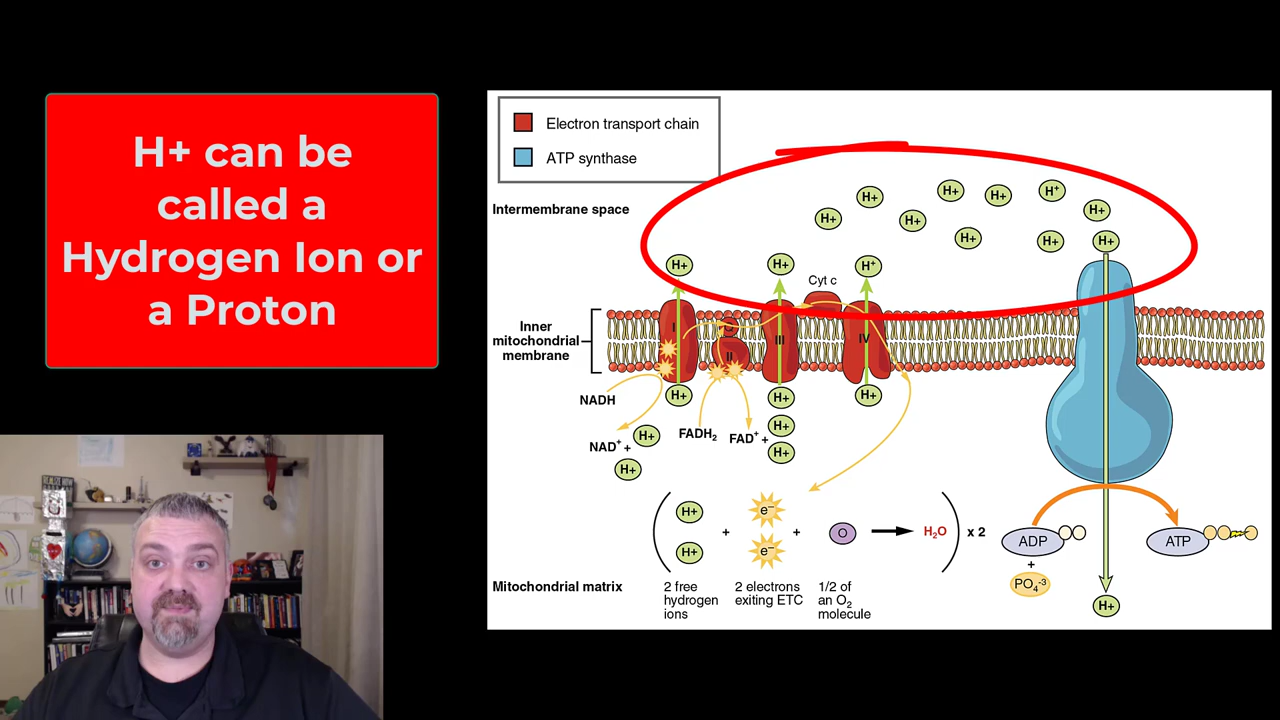 H+ can be
called a
Hydrogen Ion or
a Proton
Electron transport chain
ATP synthase
Intermembrane space
H+ H+ H+ H+ H+ H⁺ H+
H+ H+ H+
H+ H+ H⁺
Cyt c
Inner
mitochondrial
membrane
I
Q
II
III
IV
NADH
H+ H+ H+
H+
H+
NAD⁺ + H+
H+
FADH₂
FAD⁺ +
H+ e⁻
H+ e⁻
+ + O H₂O x 2
ADP
+
PO₄⁻³
ATP
H+
Mitochondrial matrix
2 free
hydrogen
ions
2 electrons
exiting ETC
1/2 of
an O₂
molecule